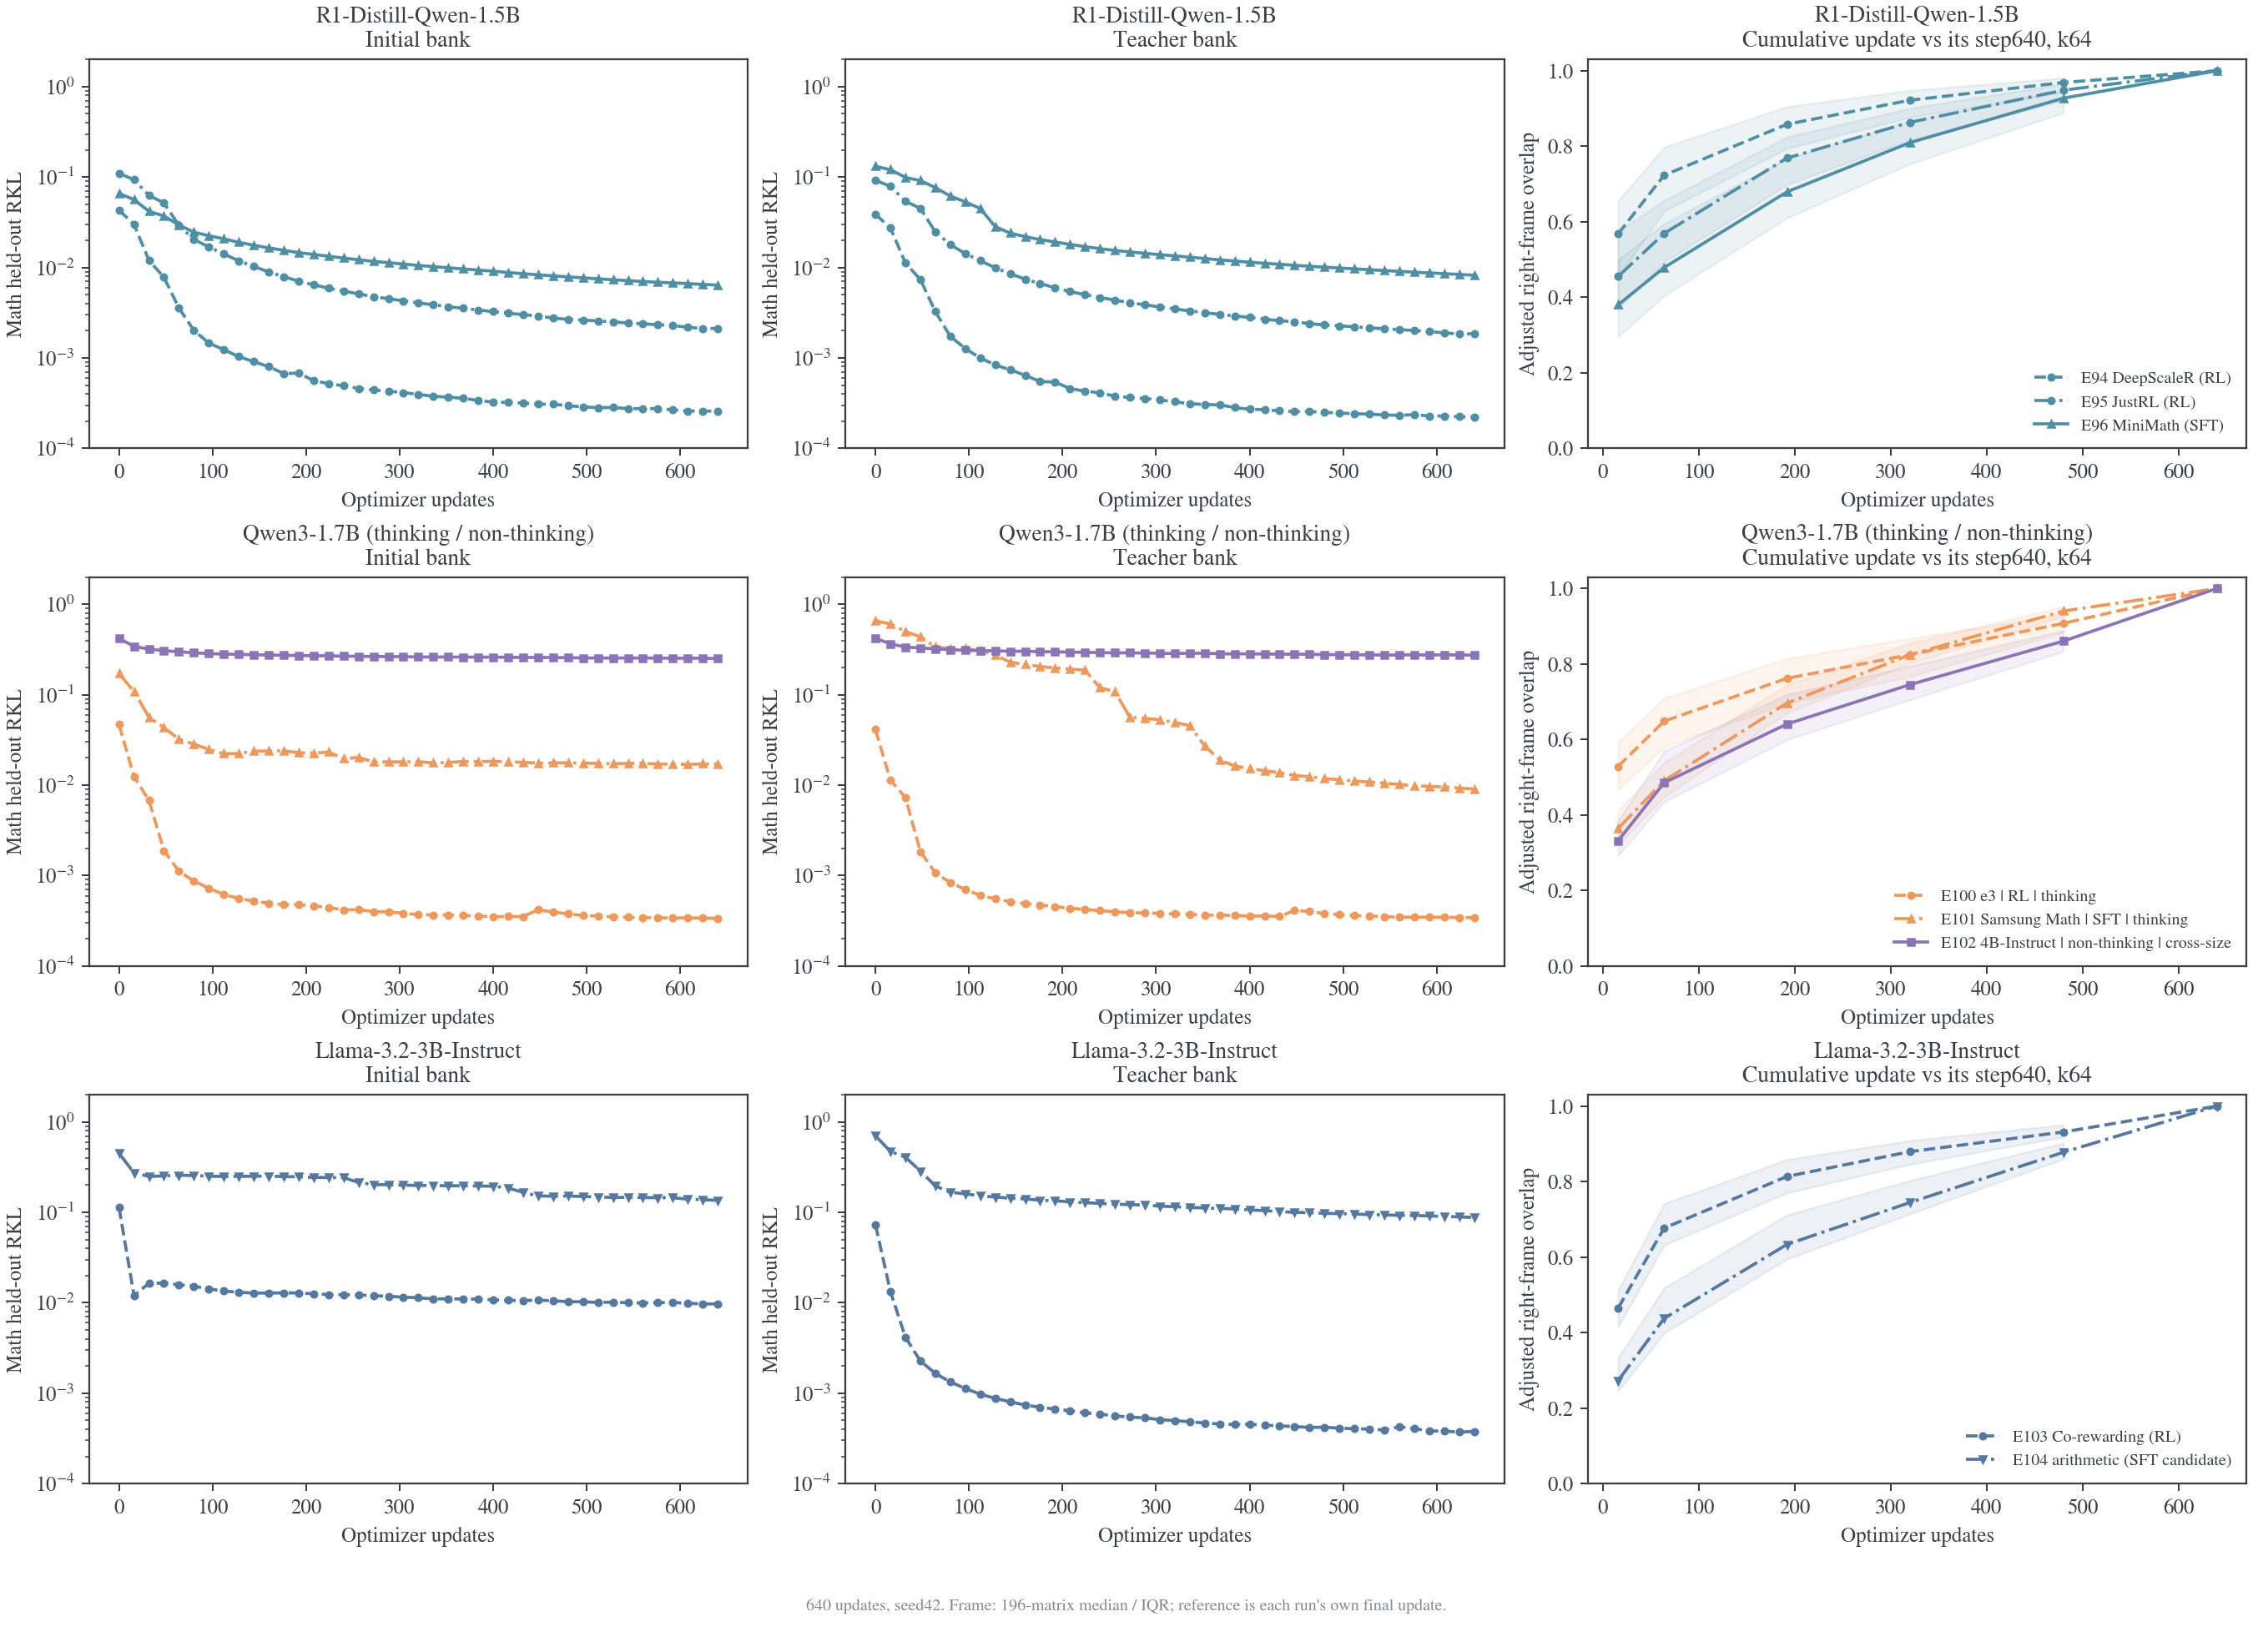 R1-Distill-Qwen-1.5B
Initial bank
Math held-out RKL
10⁰
10⁻¹
10⁻²
10⁻³
10⁻⁴
0 100 200 300 400 500 600
Optimizer updates
R1-Distill-Qwen-1.5B
Teacher bank
Math held-out RKL
10⁰
10⁻¹
10⁻²
10⁻³
10⁻⁴
0 100 200 300 400 500 600
Optimizer updates
R1-Distill-Qwen-1.5B
Cumulative update vs its step640, k64
Adjusted right-frame overlap
1.0
0.8
0.6
0.4
0.2
0.0
E94 DeepScaleR (RL)
E95 JustRL (RL)
E96 MiniMath (SFT)
0 100 200 300 400 500 600
Optimizer updates
Qwen3-1.7B (thinking / non-thinking)
Initial bank
Math held-out RKL
10⁰
10⁻¹
10⁻²
10⁻³
10⁻⁴
0 100 200 300 400 500 600
Optimizer updates
Qwen3-1.7B (thinking / non-thinking)
Teacher bank
Math held-out RKL
10⁰
10⁻¹
10⁻²
10⁻³
10⁻⁴
0 100 200 300 400 500 600
Optimizer updates
Qwen3-1.7B (thinking / non-thinking)
Cumulative update vs its step640, k64
Adjusted right-frame overlap
1.0
0.8
0.6
0.4
0.2
0.0
E100 e3 | RL | thinking
E101 Samsung Math | SFT | thinking
E102 4B-Instruct | non-thinking | cross-size
0 100 200 300 400 500 600
Optimizer updates
Llama-3.2-3B-Instruct
Initial bank
Math held-out RKL
10⁰
10⁻¹
10⁻²
10⁻³
10⁻⁴
0 100 200 300 400 500 600
Optimizer updates
Llama-3.2-3B-Instruct
Teacher bank
Math held-out RKL
10⁰
10⁻¹
10⁻²
10⁻³
10⁻⁴
0 100 200 300 400 500 600
Optimizer updates
Llama-3.2-3B-Instruct
Cumulative update vs its step640, k64
Adjusted right-frame overlap
1.0
0.8
0.6
0.4
0.2
0.0
E103 Co-rewarding (RL)
E104 arithmetic (SFT candidate)
0 100 200 300 400 500 600
Optimizer updates
640 updates, seed42. Frame: 196-matrix median / IQR; reference is each run's own final update.